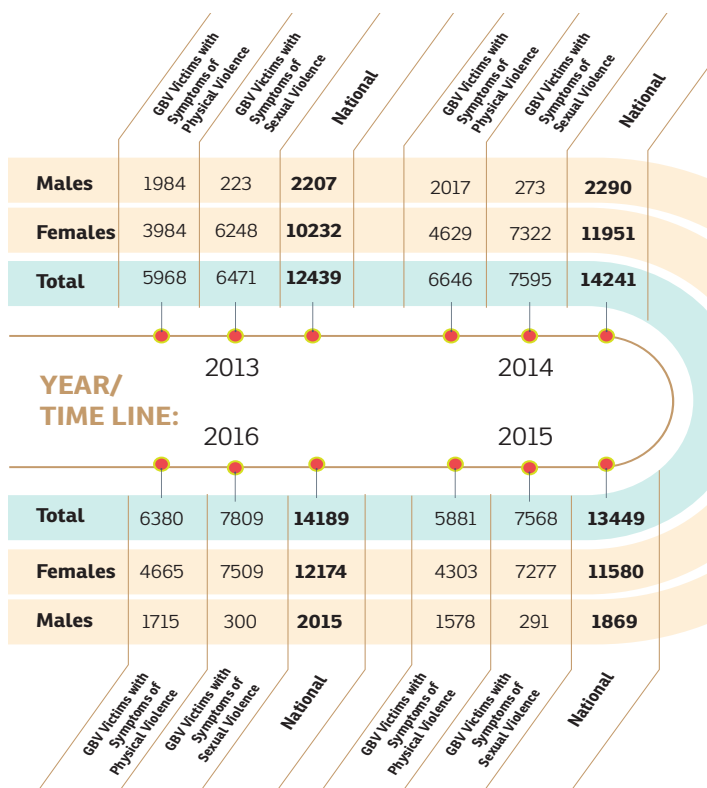 GBV Victims with
Symptoms of
Physical Violence
GBV Victims with
Symptoms of
Sexual Violence
National
GBV Victims with
Symptoms of
Physical Violence
GBV Victims with
Symptoms of
Sexual Violence
National
Males 1984 223 2207 2017 273 2290
Females 3984 6248 10232 4629 7322 11951
Total 5968 6471 12439 6646 7595 14241
2013 2014
YEAR/
TIME LINE:
2016 2015
Total 6380 7809 14189 5881 7568 13449
Females 4665 7509 12174 4303 7277 11580
Males 1715 300 2015 1578 291 1869
GBV Victims with
Symptoms of
Physical Violence
GBV Victims with
Symptoms of
Sexual Violence
National
GBV Victims with
Symptoms of
Physical Violence
GBV Victims with
Symptoms of
Sexual Violence
National